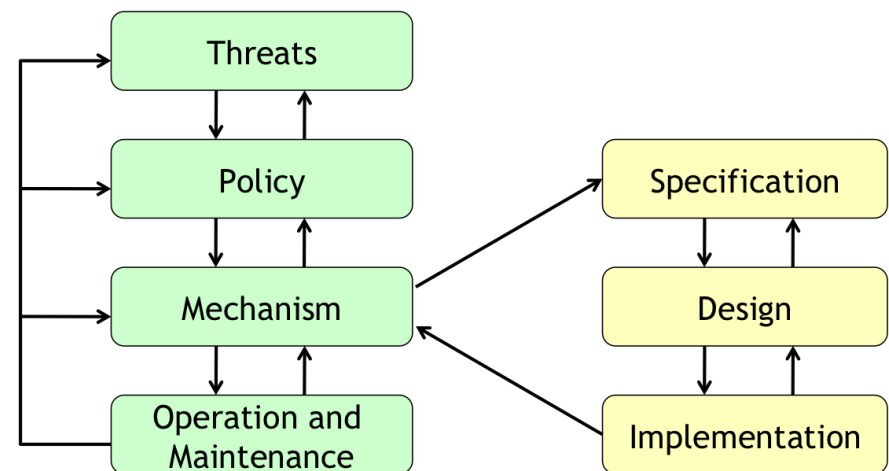 Threats
Policy
Mechanism
Operation and
Maintenance
Specification
Design
Implementation